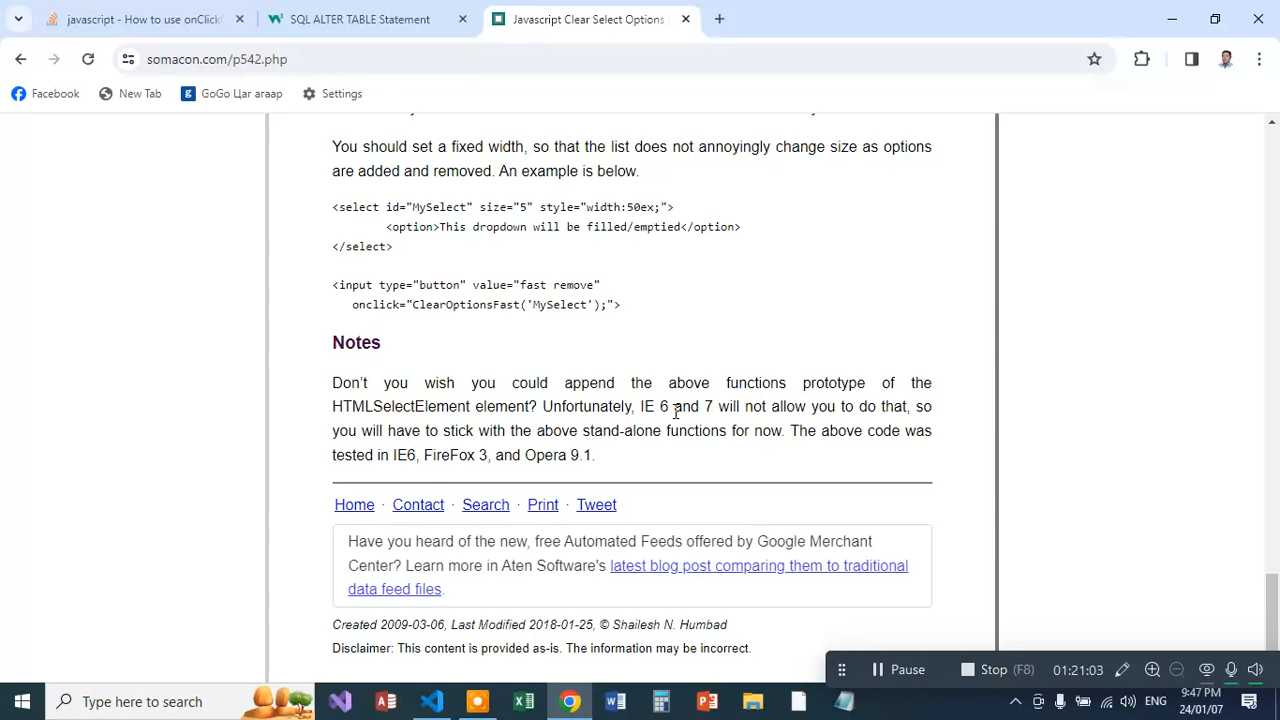 javascript - How to use onClick
SQL ALTER TABLE Statement
Javascript Clear Select Options
somacon.com/p542.php
Facebook
New Tab
GoGo Цаг агаар
Settings
You should set a fixed width, so that the list does not annoyingly change size as options
are added and removed. An example is below.
<select id="MySelect" size="5" style="width:50ex;">
<option>This dropdown will be filled/emptied</option>
</select>
<input type="button" value="fast remove"
onclick="ClearOptionsFast('MySelect');">
Notes
Don't you wish you could append the above functions prototype of the
HTMLSelectElement element? Unfortunately, IE 6 and 7 will not allow you to do that, so
you will have to stick with the above stand-alone functions for now. The above code was
tested in IE6, FireFox 3, and Opera 9.1.
Home · Contact · Search · Print · Tweet
Have you heard of the new, free Automated Feeds offered by Google Merchant
Center? Learn more in Aten Software's latest blog post comparing them to traditional
data feed files.
Created 2009-03-06, Last Modified 2018-01-25, © Shailesh N. Humbad
Disclaimer: This content is provided as-is. The information may be incorrect.
Pause
Stop (F8)
01:21:03
Type here to search
ENG
9:47 PM
24/01/07